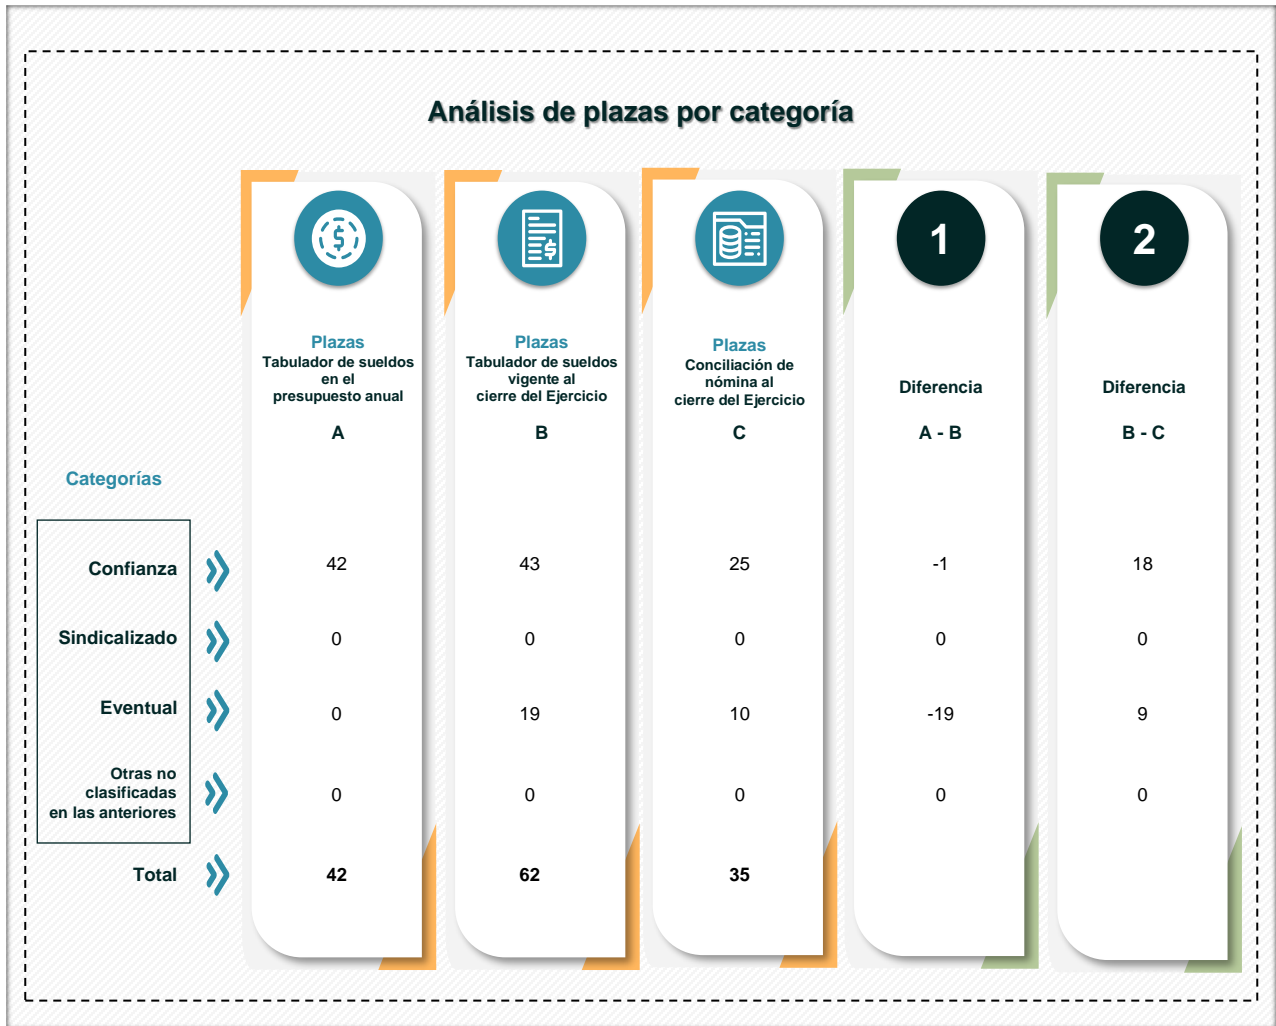 Análisis de plazas por categoría
Plazas
Tabulador de sueldos
en el
presupuesto anual
A
Plazas
Tabulador de sueldos
vigente al
cierre del Ejercicio
B
Plazas
Conciliación de
nómina al
cierre del Ejercicio
C
1
Diferencia
A - B
2
Diferencia
B - C
Categorías
Confianza 42 43 25 -1 18
Sindicalizado 0 0 0 0 0
Eventual 0 19 10 -19 9
Otras no
clasificadas
en las anteriores 0 0 0 0 0
Total 42 62 35